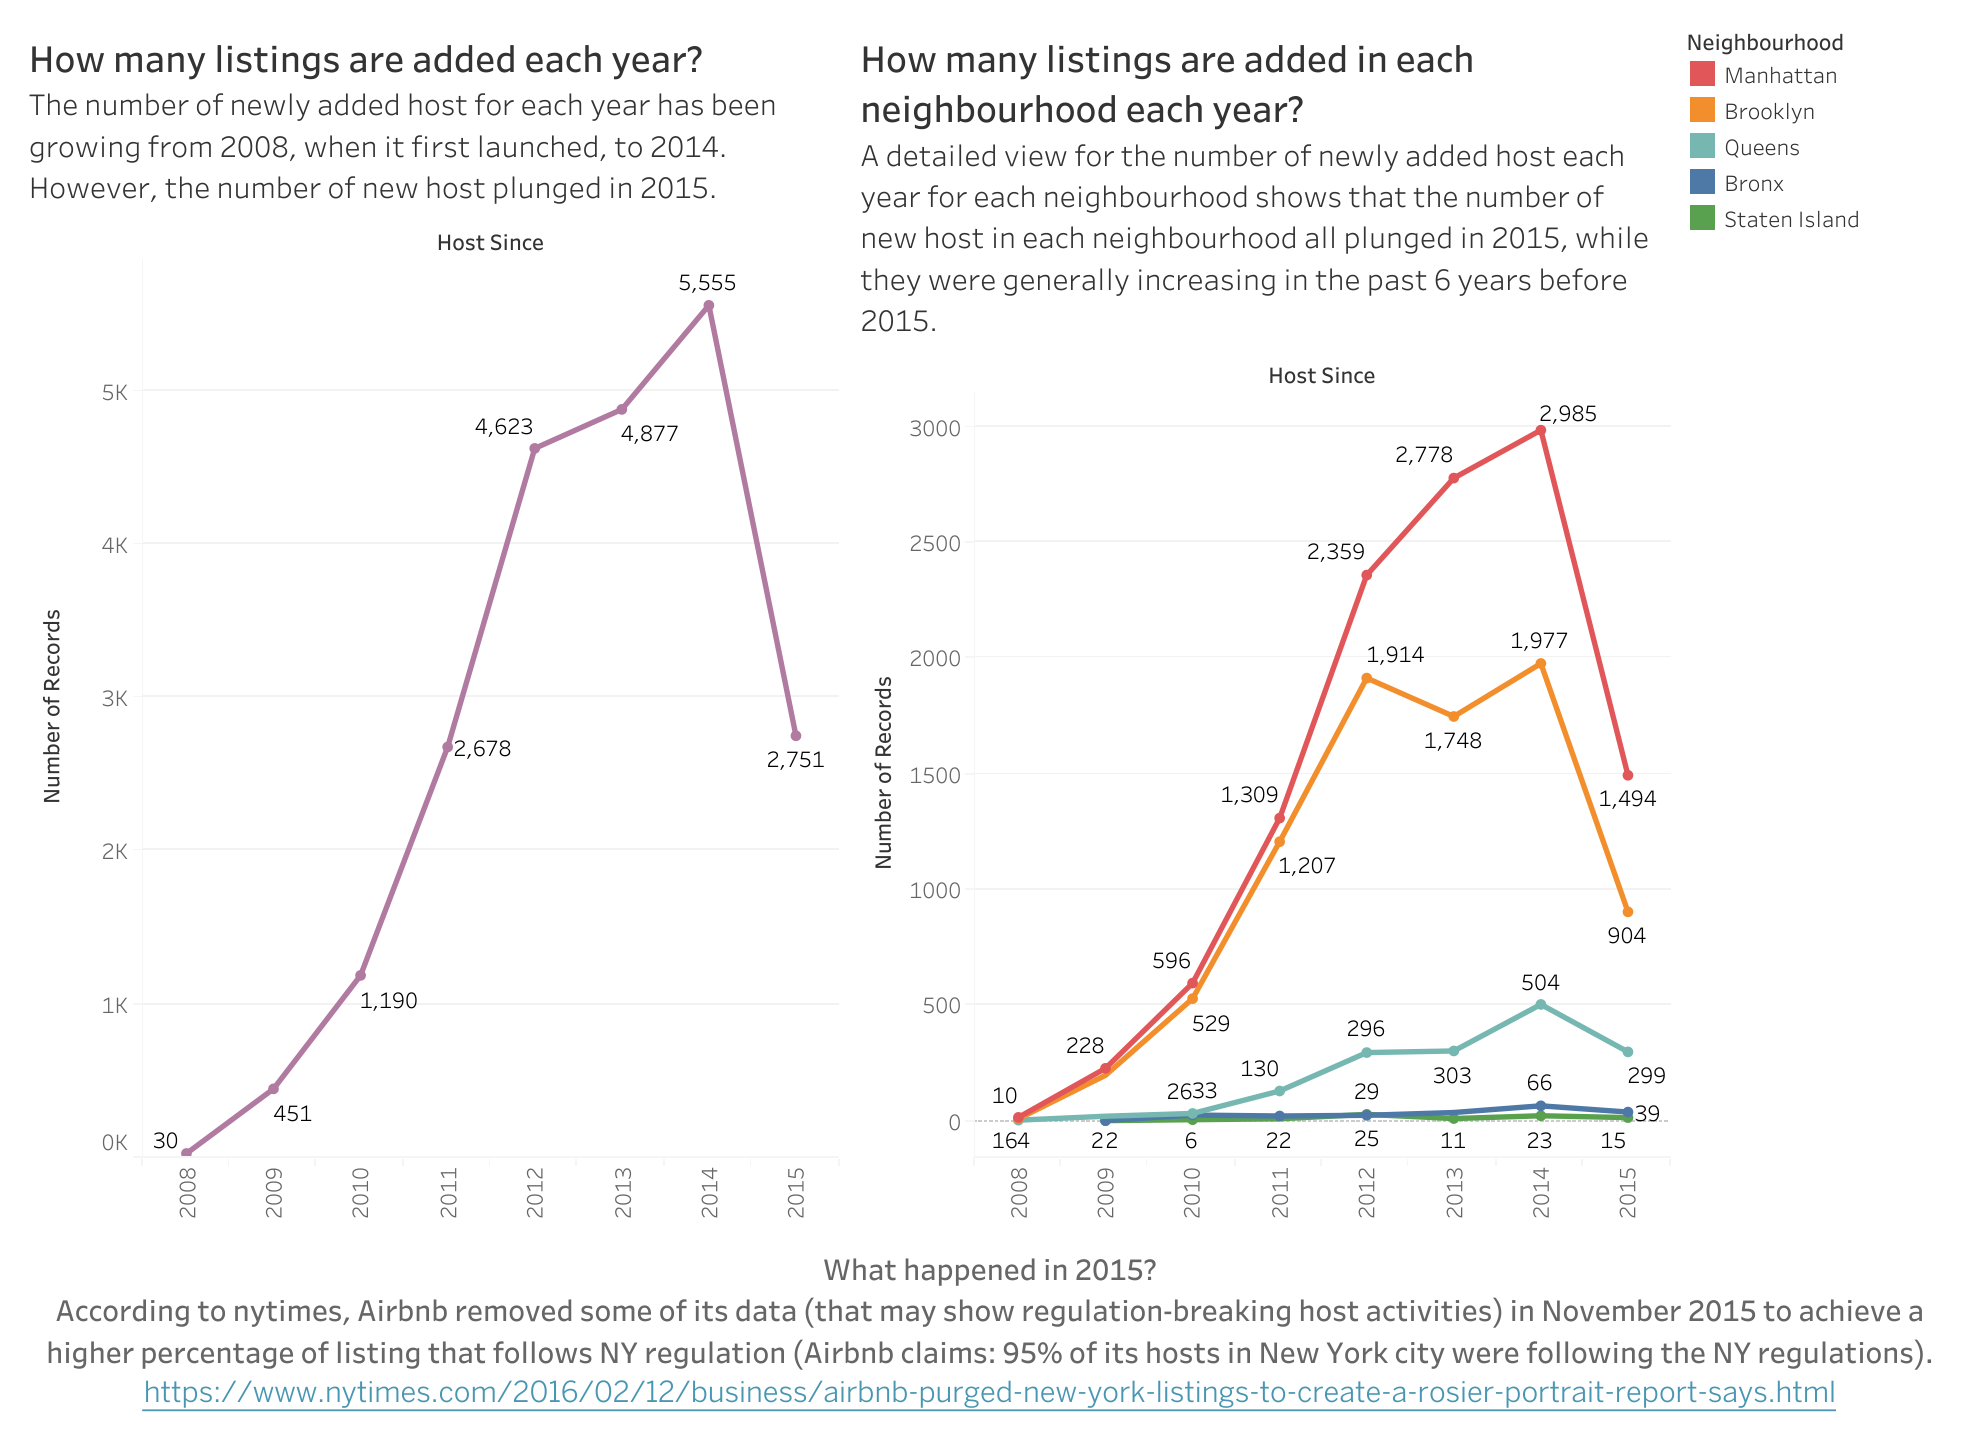 How many listings are added each year?
The number of newly added host for each year has been
growing from 2008, when it first launched, to 2014.
However, the number of new host plunged in 2015.
Host Since
Number of Records
5K
4K
3K
2K
1K
0K
30
451
1,190
2,678
4,623
4,877
5,555
2,751
2008
2009
2010
2011
2012
2013
2014
2015
How many listings are added in each
neighbourhood each year?
A detailed view for the number of newly added host each
year for each neighbourhood shows that the number of
new host in each neighbourhood all plunged in 2015, while
they were generally increasing in the past 6 years before
2015.
Host Since
Number of Records
3000
2500
2000
1500
1000
500
0
10
228
596
1,309
2,359
2,778
2,985
1,494
529
1,207
1,914
1,748
1,977
904
2633
130
296
303
504
299
29
66
39
164
22
6
22
25
11
23
15
2008
2009
2010
2011
2012
2013
2014
2015
Neighbourhood
Manhattan
Brooklyn
Queens
Bronx
Staten Island
What happened in 2015?
According to nytimes, Airbnb removed some of its data (that may show regulation-breaking host activities) in November 2015 to achieve a
higher percentage of listing that follows NY regulation (Airbnb claims: 95% of its hosts in New York city were following the NY regulations).
https://www.nytimes.com/2016/02/12/business/airbnb-purged-new-york-listings-to-create-a-rosier-portrait-report-says.html